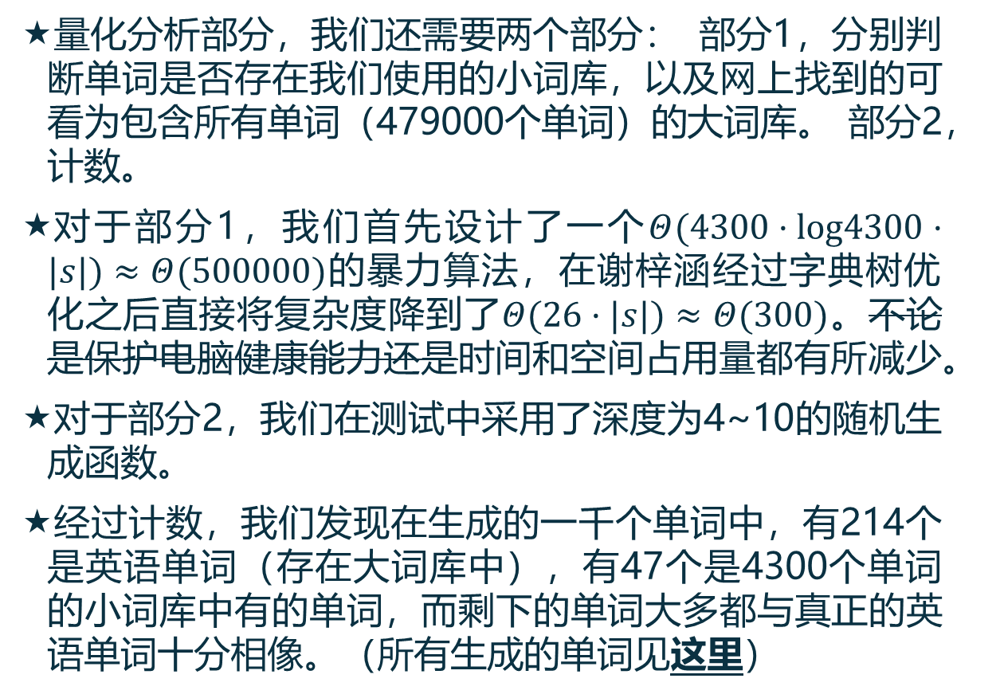 ★量化分析部分，我们还需要两个部分： 部分1，分别判
断单词是否存在我们使用的小词库，以及网上找到的可
看为包含所有单词（479000个单词）的大词库。 部分2，
计数。
★对于部分1，我们首先设计了一个Θ(4300 · log4300 ·
|s|) ≈ Θ(500000)的暴力算法，在谢梓涵经过字典树优
化之后直接将复杂度降到了Θ(26 · |s|) ≈ Θ(300)。不论
是保护电脑健康能力还是时间和空间占用量都有所减少。
★对于部分2，我们在测试中采用了深度为4~10的随机生
成函数。
★经过计数，我们发现在生成的一千个单词中，有214个
是英语单词（存在大词库中），有47个是4300个单词
的小词库中有的单词，而剩下的单词大多都与真正的英
语单词十分相像。（所有生成的单词见这里）